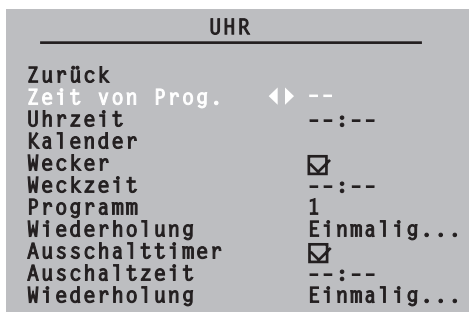 UHR
Zurück
Zeit von Prog. --
Uhrzeit --:--
Kalender
Wecker
Weckzeit --:--
Programm 1
Wiederholung Einmalig...
Ausschalttimer
Auschaltzeit --:--
Wiederholung Einmalig...